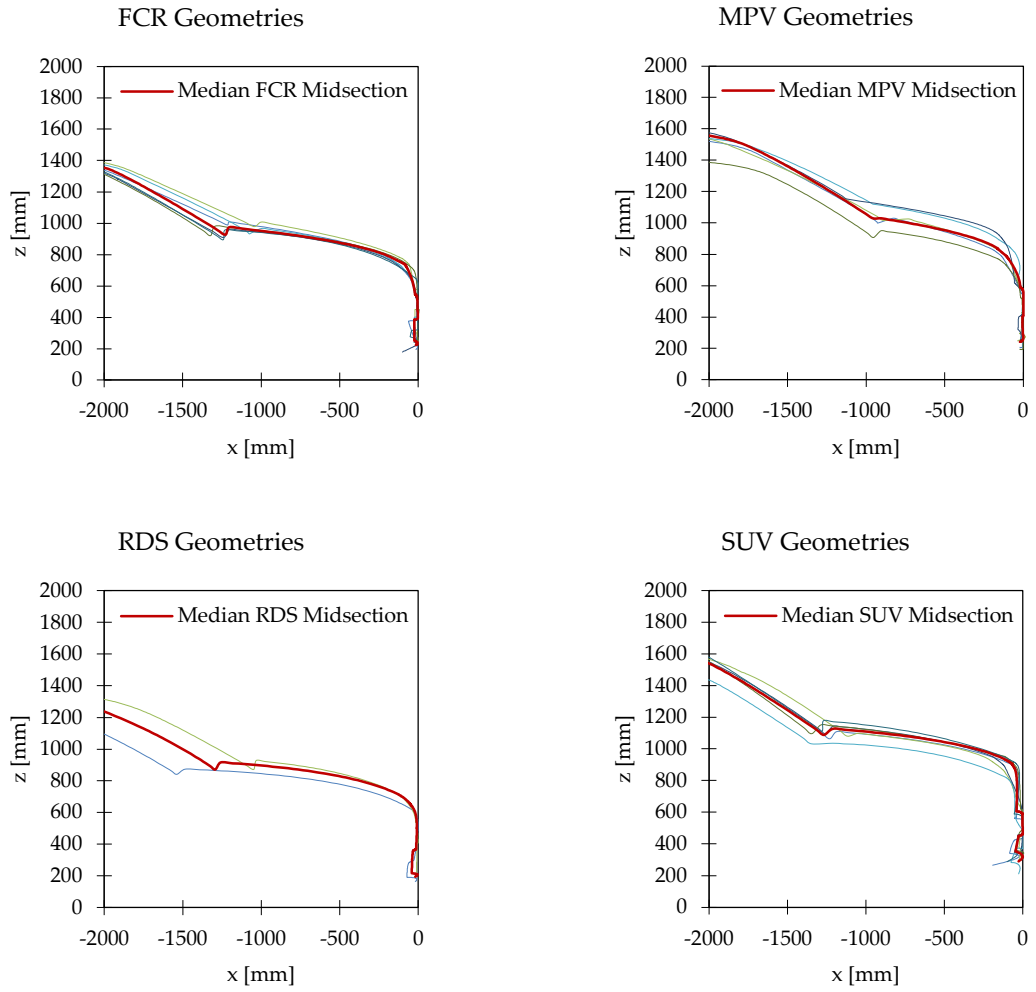 FCR Geometries
2000
1800
1600
1400
1200
1000
800
600
400
200
0
z [mm]
Median FCR Midsection
-2000 -1500 -1000 -500 0
x [mm]
MPV Geometries
2000
1800
1600
1400
1200
1000
800
600
400
200
0
z [mm]
Median MPV Midsection
-2000 -1500 -1000 -500 0
x [mm]
RDS Geometries
2000
1800
1600
1400
1200
1000
800
600
400
200
0
z [mm]
Median RDS Midsection
-2000 -1500 -1000 -500 0
x [mm]
SUV Geometries
2000
1800
1600
1400
1200
1000
800
600
400
200
0
z [mm]
Median SUV Midsection
-2000 -1500 -1000 -500 0
x [mm]